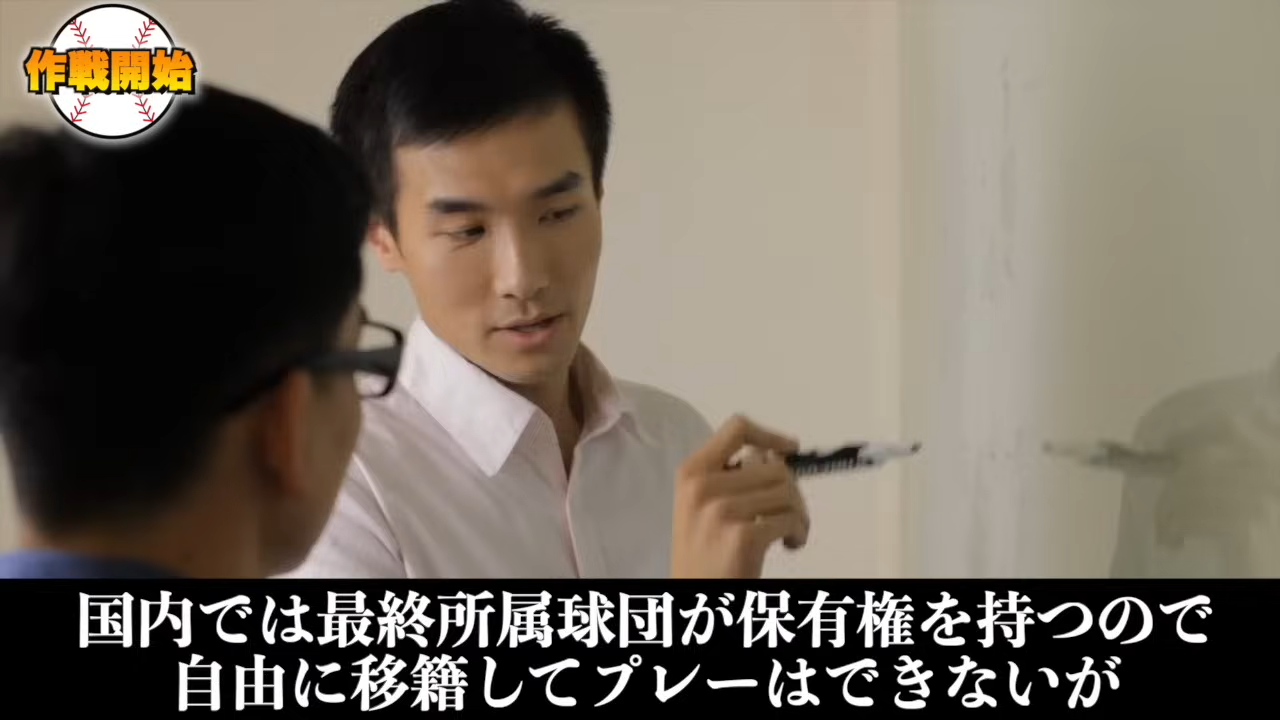 作戦開始
国内では最終所属球団が保有権を持つので
自由に移籍してプレーはできないが